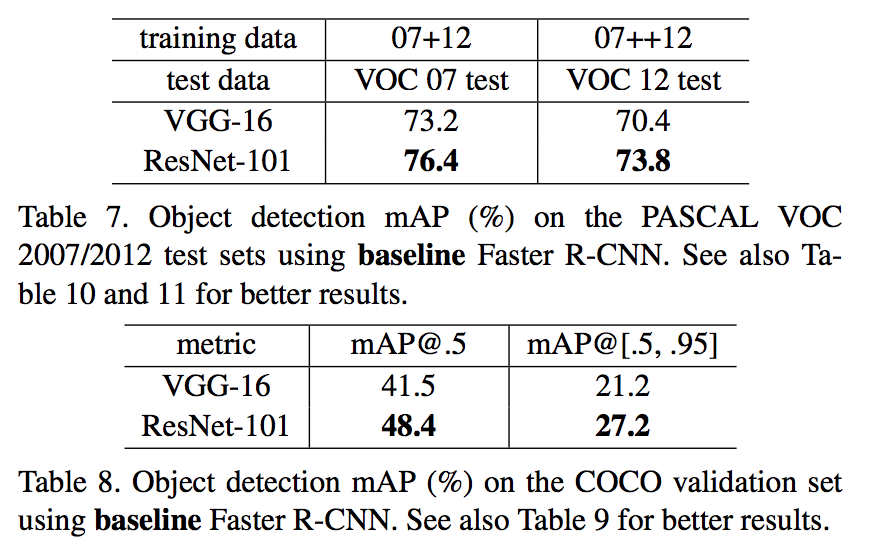 training data 07+12 07++12
test data VOC 07 test VOC 12 test
VGG-16 73.2 70.4
ResNet-101 76.4 73.8
Table 7. Object detection mAP (%) on the PASCAL VOC
2007/2012 test sets using baseline Faster R-CNN. See also Ta-
ble 10 and 11 for better results.
metric mAP@.5 mAP@[.5, .95]
VGG-16 41.5 21.2
ResNet-101 48.4 27.2
Table 8. Object detection mAP (%) on the COCO validation set
using baseline Faster R-CNN. See also Table 9 for better results.